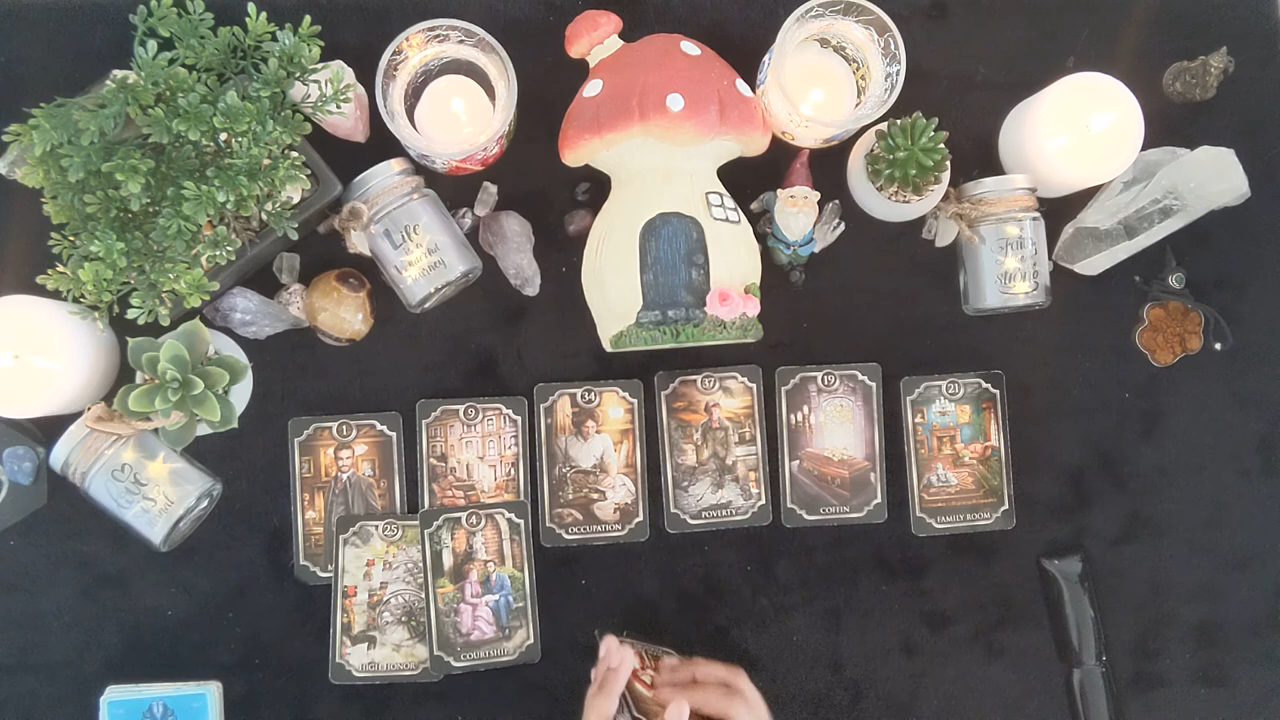 Life
is a
Wonderful
Journey
Faith
strong
1
9
34
OCCUPATION
37
POVERTY
19
COFFIN
21
FAMILY ROOM
25
HIGH HONOR
4
COURTSHIP